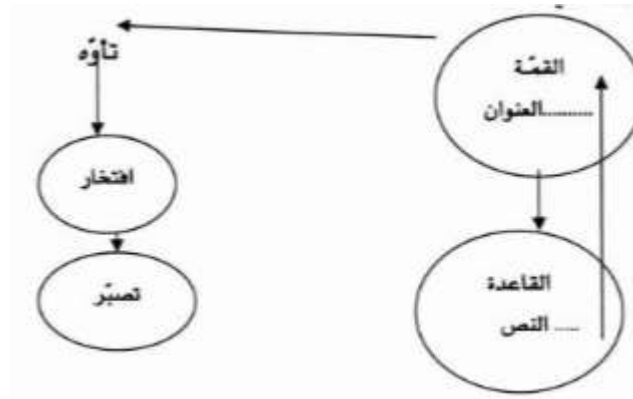 القمّة
العنوان..........
القاعدة
النص .....
تأوّه
افتخار
تصبّر